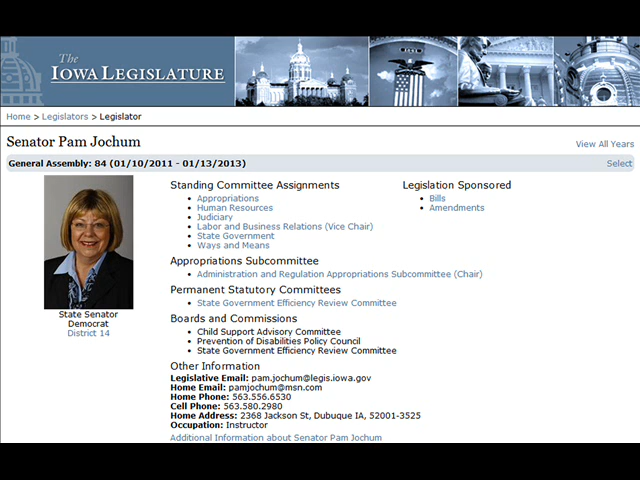 The
IOWA LEGISLATURE
Home > Legislators > Legislator
Senator Pam Jochum
View All Years
General Assembly: 84 (01/10/2011 - 01/13/2013)
Select
State Senator
Democrat
District 14
Standing Committee Assignments
Appropriations
Human Resources
Judiciary
Labor and Business Relations (Vice Chair)
State Government
Ways and Means
Legislation Sponsored
Bills
Amendments
Appropriations Subcommittee
Administration and Regulation Appropriations Subcommittee (Chair)
Permanent Statutory Committees
State Government Efficiency Review Committee
Boards and Commissions
Child Support Advisory Committee
Prevention of Disabilities Policy Council
State Government Efficiency Review Committee
Other Information
Legislative Email: pam.jochum@legis.iowa.gov
Home Email: pamjochum@msn.com
Home Phone: 563.556.6530
Cell Phone: 563.580.2980
Home Address: 2368 Jackson St, Dubuque IA, 52001-3525
Occupation: Instructor
Additional Information about Senator Pam Jochum